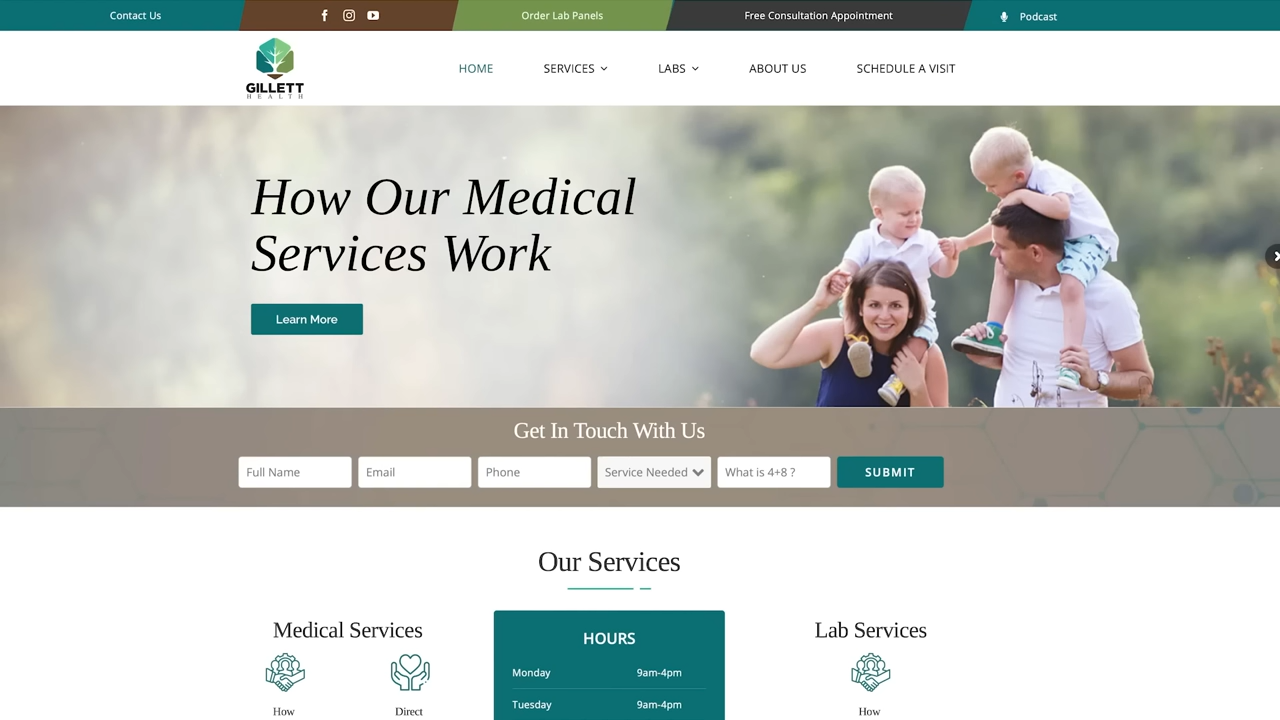 Contact Us
Order Lab Panels
Free Consultation Appointment
Podcast
GILLETT
HEALTH
HOME
SERVICES
LABS
ABOUT US
SCHEDULE A VISIT
How Our Medical
Services Work
Learn More
Get In Touch With Us
Full Name
Email
Phone
Service Needed
What is 4+8 ?
SUBMIT
Our Services
Medical Services
How
Direct
HOURS
Monday 9am-4pm
Tuesday 9am-4pm
Lab Services
How